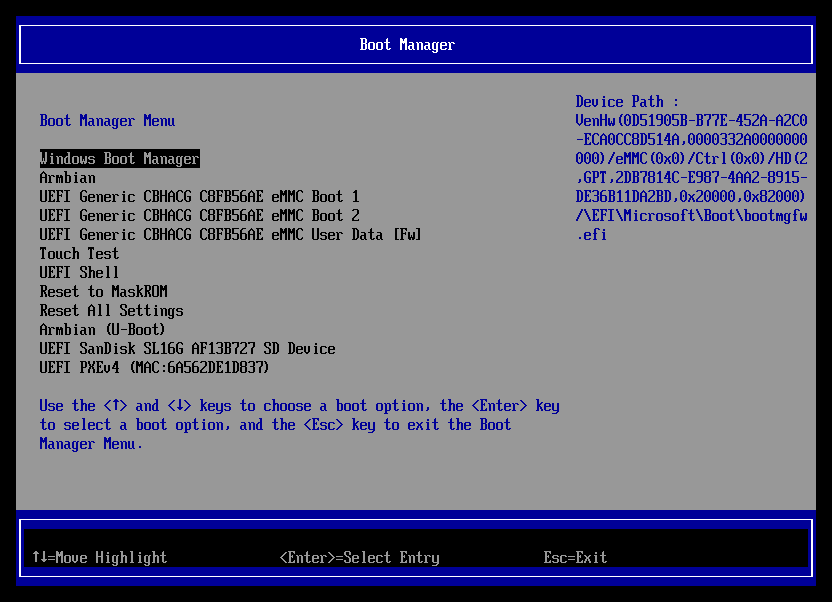 Boot Manager
Boot Manager Menu
Windows Boot Manager
Armbian
UEFI Generic CBHACG C8FB56AE eMMC Boot 1
UEFI Generic CBHACG C8FB56AE eMMC Boot 2
UEFI Generic CBHACG C8FB56AE eMMC User Data [Fw]
Touch Test
UEFI Shell
Reset to MaskROM
Reset All Settings
Armbian (U-Boot)
UEFI SanDisk SL16G AF13B727 SD Device
UEFI PXEv4 (MAC:6A562DE1D837)
Use the <↑> and <↓> keys to choose a boot option, the <Enter> key
to select a boot option, and the <Esc> key to exit the Boot
Manager Menu.
Device Path :
VenHw(0D51905B-B77E-452A-A2C0
-ECA0CC8D514A,0000332A0000000
000)/eMMC(0x0)/Ctrl(0x0)/HD(2
,GPT,2DB7814C-E987-4AA2-8915-
DE36B11DA2BD,0x20000,0x82000)
/\EFI\Microsoft\Boot\bootmgfw
.efi
↑↓=Move Highlight <Enter>=Select Entry Esc=Exit